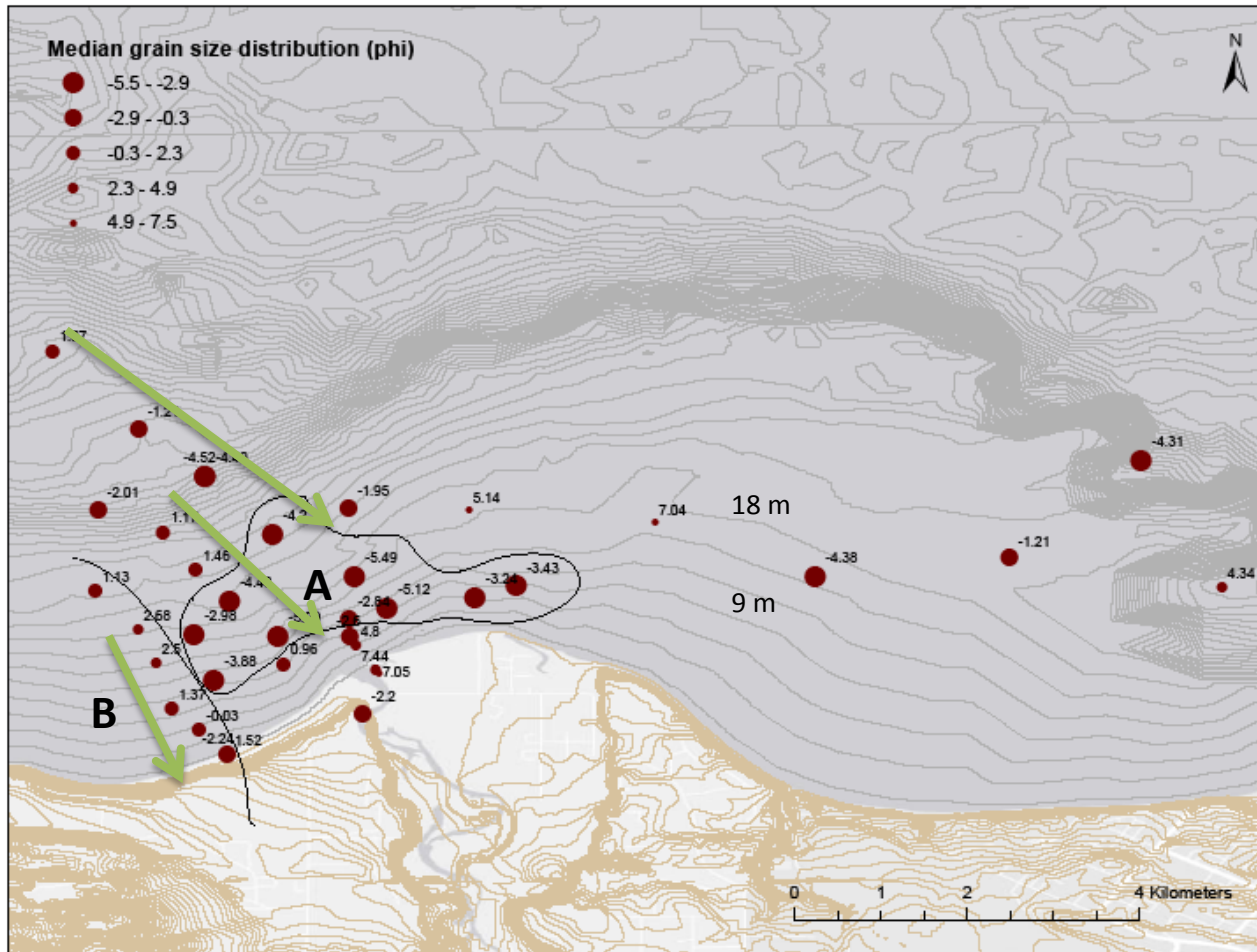 Median grain size distribution (phi)
N
-5.5 - -2.9
-2.9 - -0.3
-0.3 - 2.3
2.3 - 4.9
4.9 - 7.5
-4.31
-1.95
5.14
7.04
18 m
-2.01
-5.49
-4.38
-1.21
4.34
1.46
1.13
A
-5.12
-3.24
-3.43
9 m
2.58
-2.98
-2.64
4.8
2.5
0.96
7.44
-3.88
7.05
1.37
-2.2
B
-0.03
-2.24
1.52
0 1 2 4 Kilometers